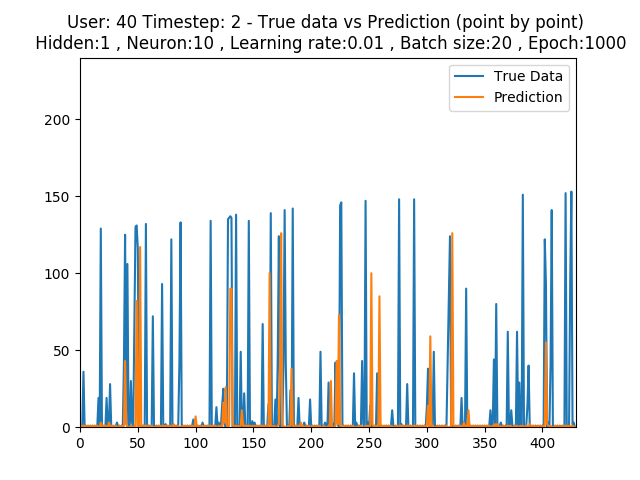 User: 40 Timestep: 2 - True data vs Prediction (point by point)
Hidden:1 , Neuron:10 , Learning rate:0.01 , Batch size:20 , Epoch:1000
True Data
Prediction
200
150
100
50
0
0 50 100 150 200 250 300 350 400